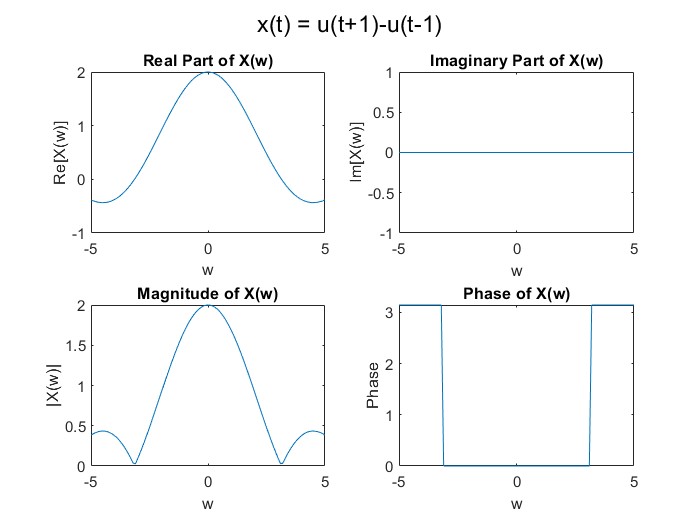 x(t) = u(t+1)-u(t-1)
Real Part of X(w)
Re[X(w)]
2
1
0
-1
-5
0
5
w
Imaginary Part of X(w)
Im[X(w)]
1
0.5
0
-0.5
-1
-5
0
5
w
Magnitude of X(w)
|X(w)|
2
1.5
1
0.5
0
-5
0
5
w
Phase of X(w)
Phase
3
2
1
0
-5
0
5
w